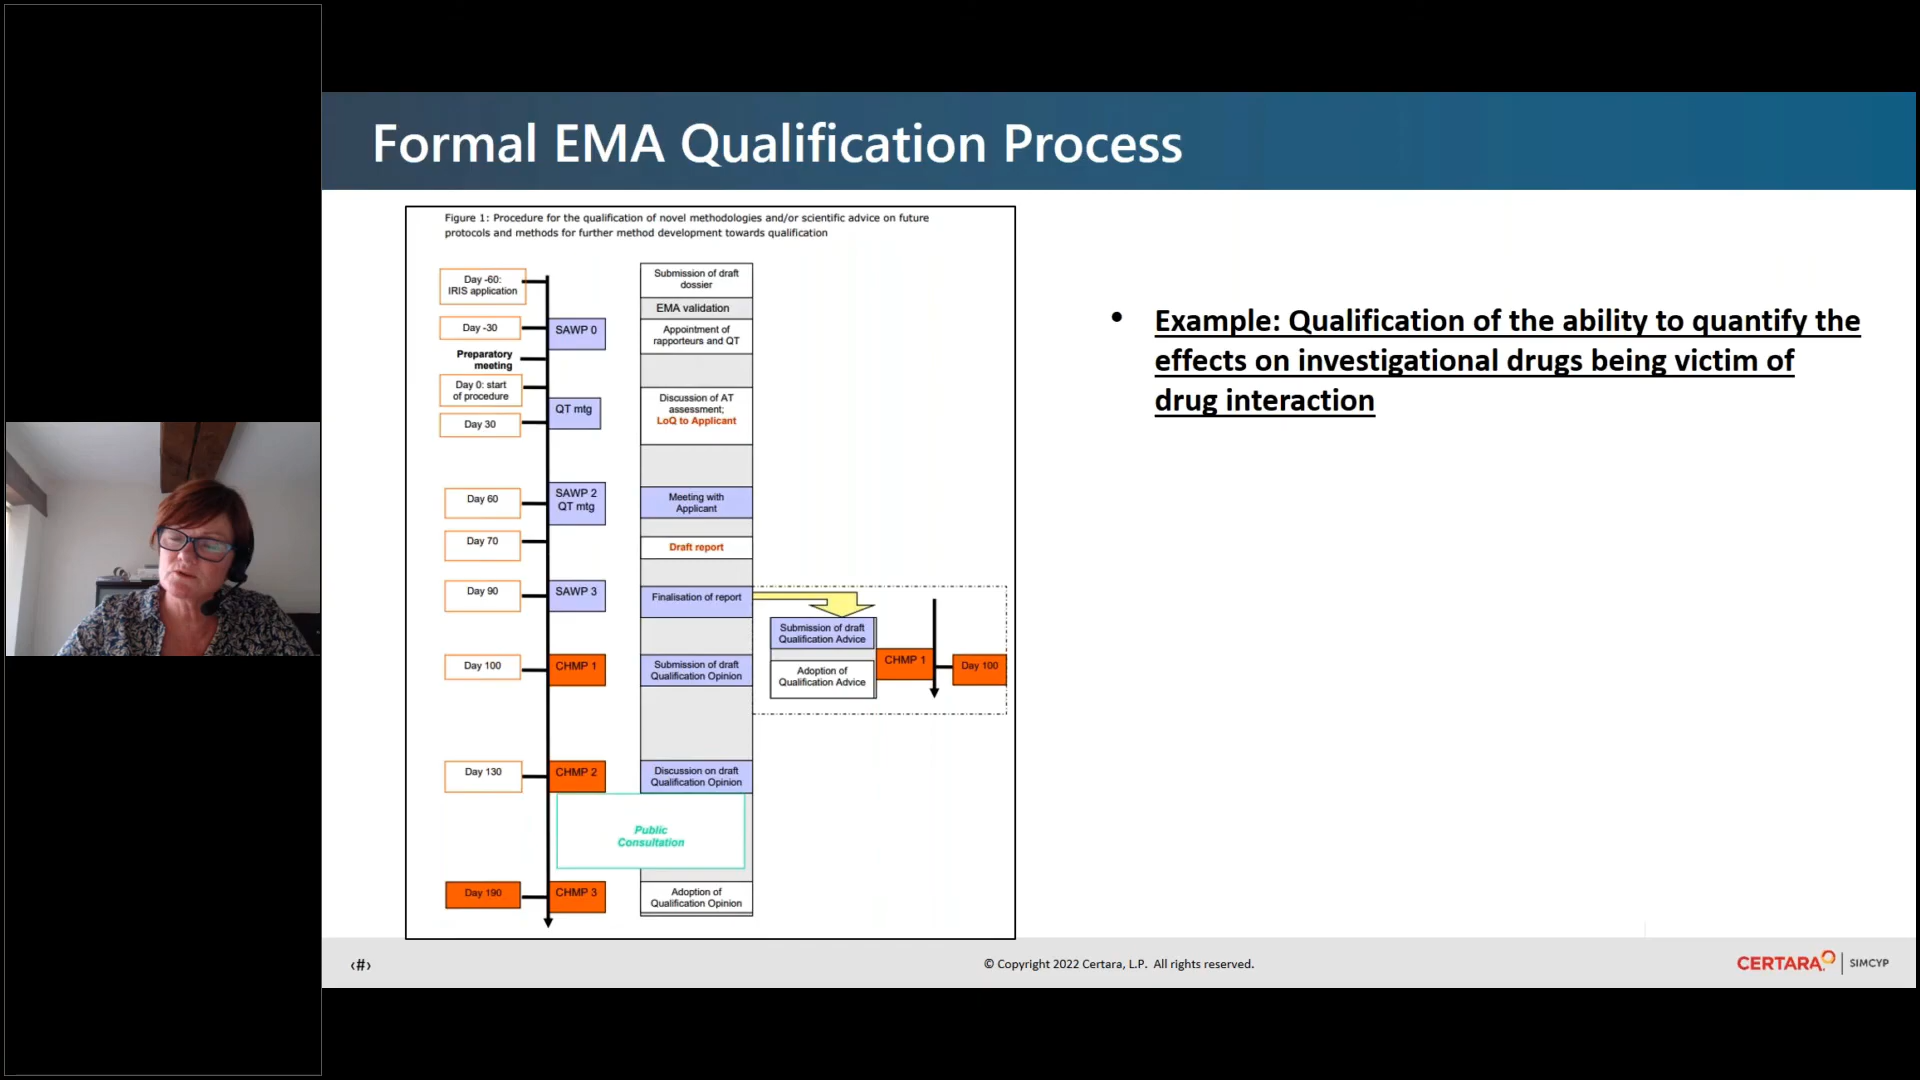 Formal EMA Qualification Process
Figure 1: Procedure for the qualification of novel methodologies and/or scientific advice on future
protocols and methods for further method development towards qualification
Day -60:
IRIS application
Submission of draft
dossier
EMA validation
Day -30
SAWP 0
Appointment of
rapporteurs and QT
Preparatory
meeting
Day 0: start
of procedure
QT mtg
Day 30
Discussion of AT
assessment;
LoQ to Applicant
Day 60
SAWP 2
QT mtg
Meeting with
Applicant
Day 70
Draft report
Day 90
SAWP 3
Finalisation of report
Submission of draft
Qualification Advice
Adoption of
Qualification Advice
CHMP 1
Day 100
Day 100
CHMP 1
Submission of draft
Qualification Opinion
Day 130
CHMP 2
Discussion on draft
Qualification Opinion
Public
Consultation
Day 190
CHMP 3
Adoption of
Qualification Opinion
• Example: Qualification of the ability to quantify the
effects on investigational drugs being victim of
drug interaction
‹#›
© Copyright 2022 Certara, L.P. All rights reserved.
CERTARA | SIMCYP